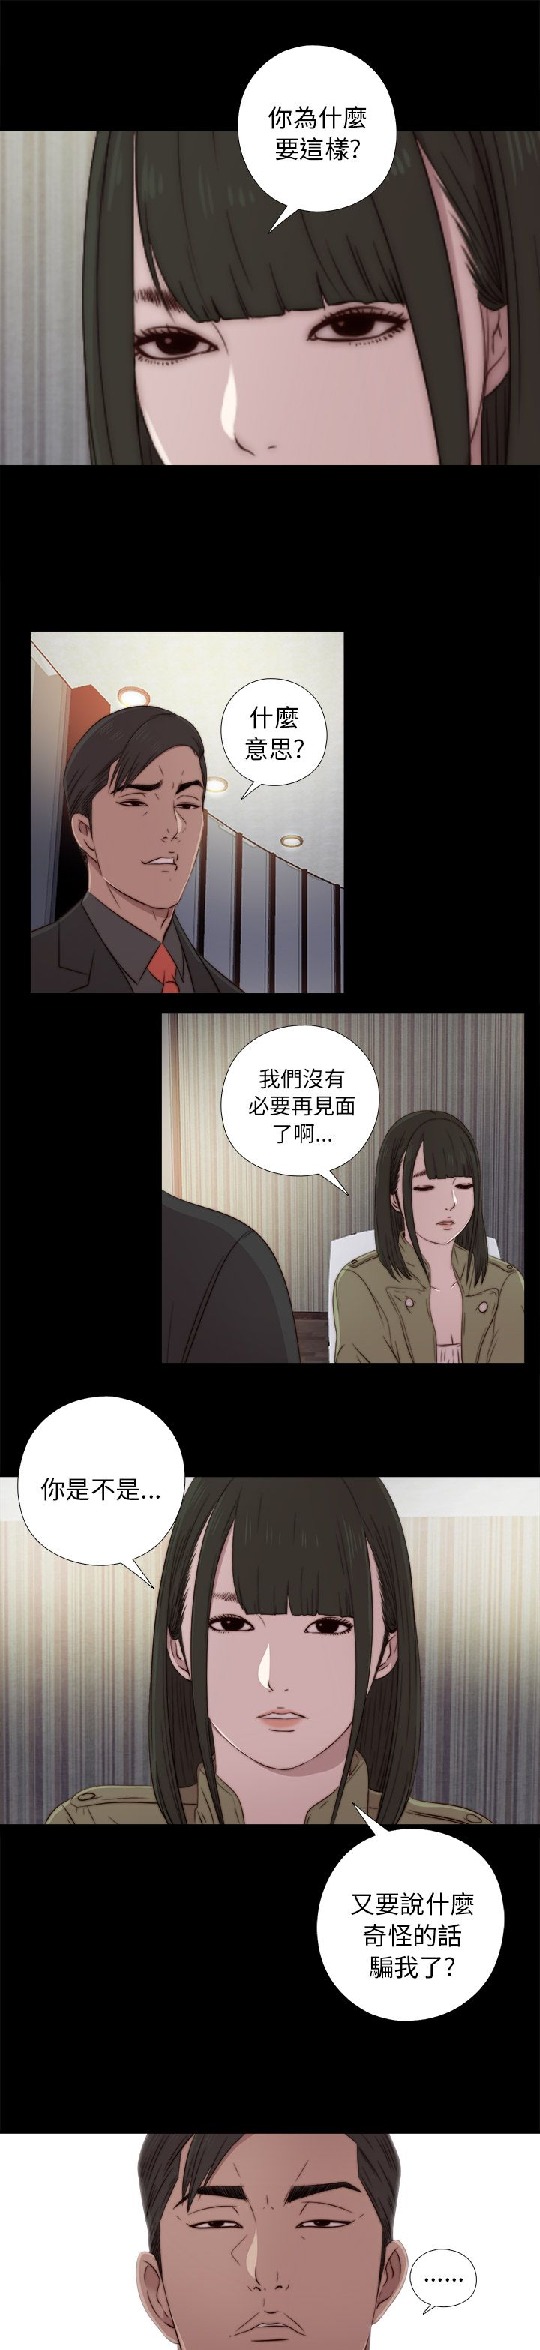 你為什麼
要這樣?
什麼
意思?
我們沒有
必要再見面
了啊...
你是不是...
又要說什麼
奇怪的話
騙我了?
......